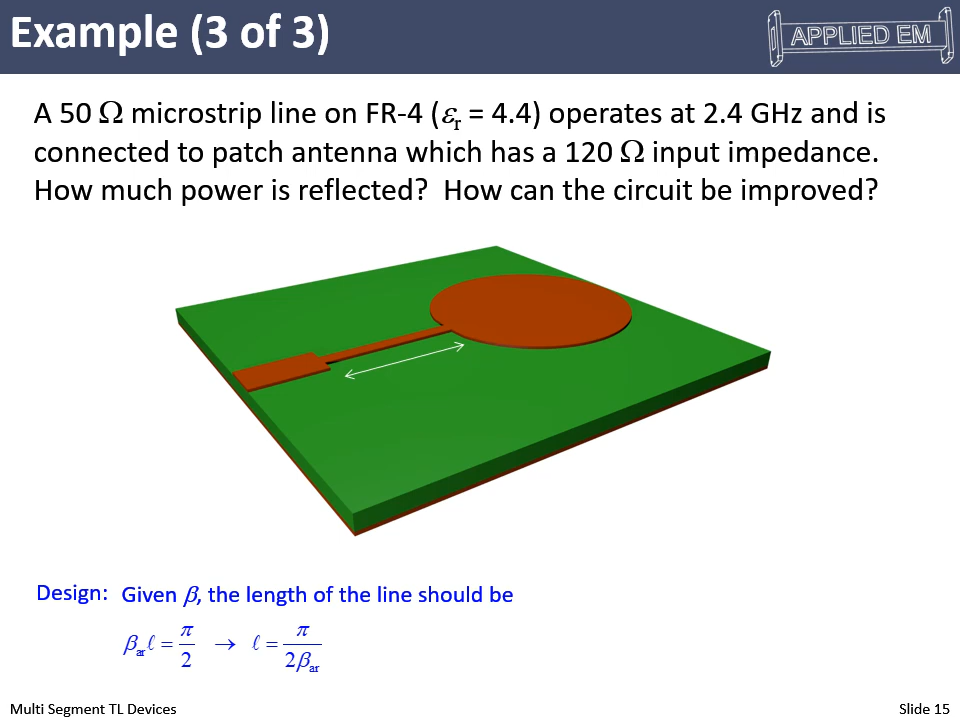 Example (3 of 3)
APPLIED EM
A 50 Ω microstrip line on FR-4 (εr = 4.4) operates at 2.4 GHz and is
connected to patch antenna which has a 120 Ω input impedance.
How much power is reflected?  How can the circuit be improved?
Design: Given β, the length of the line should be
β_ar ℓ = π/2 → ℓ = π/(2β_ar)
Multi Segment TL Devices
Slide 15